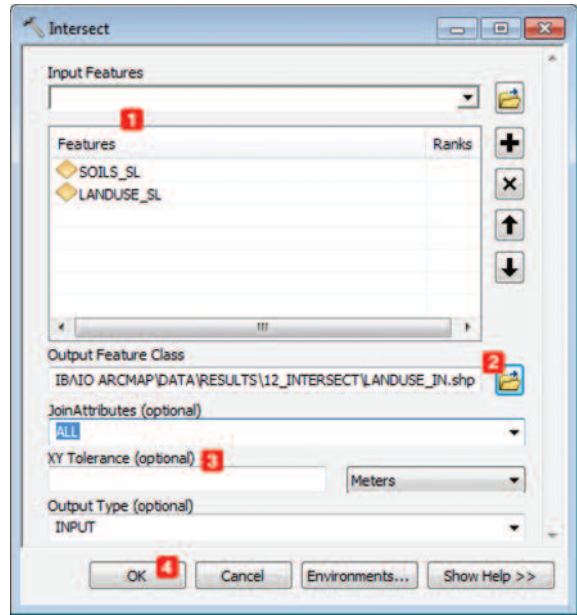 Intersect
Input Features
1
Features Ranks
SOILS_SL
LANDUSE_SL
Output Feature Class
2
ΙΒΛΙΟ ARCMAP\DATA\RESULTS\12_INTERSECT\LANDUSE_IN.shp
JoinAttributes (optional)
ALL
XY Tolerance (optional) 3
Meters
Output Type (optional)
INPUT
OK 4 Cancel Environments... Show Help >>